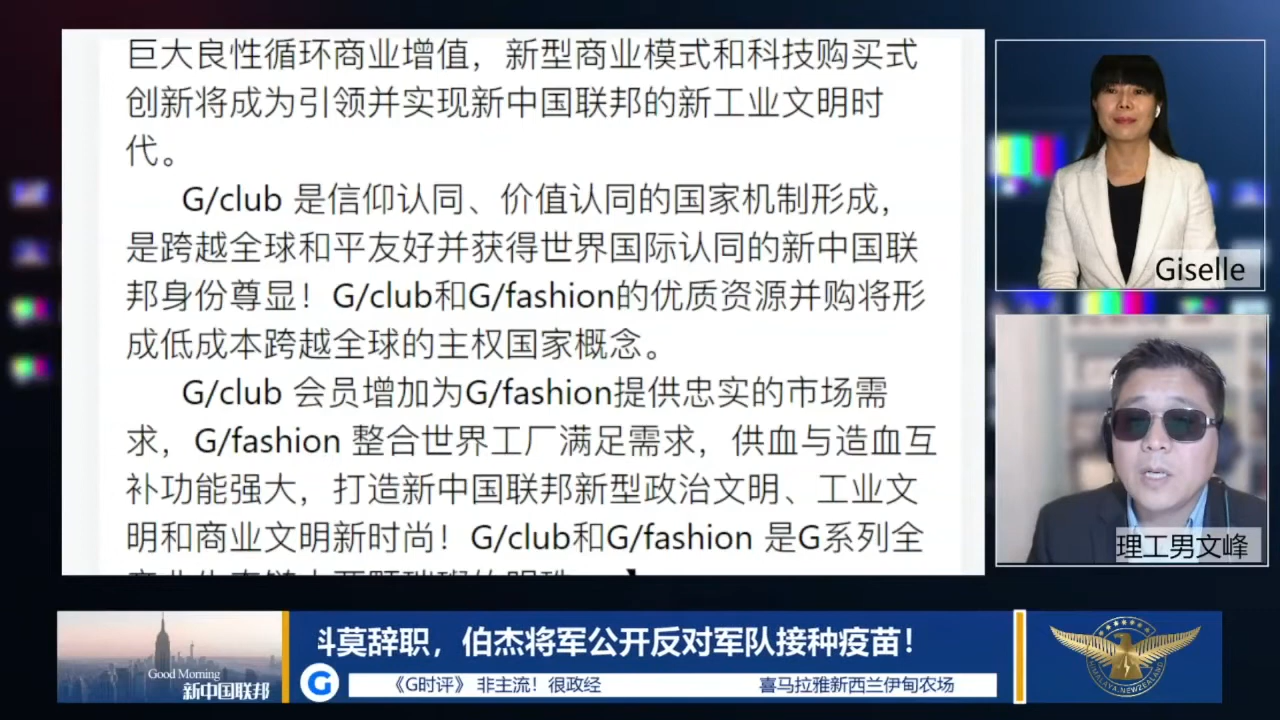 巨大良性循环商业增值，新型商业模式和科技购买式
创新将成为引领并实现新中国联邦的新工业文明时
代。
G/club 是信仰认同、价值认同的国家机制形成，
是跨越全球和平友好并获得世界国际认同的新中国联
邦身份尊显！G/club和G/fashion的优质资源并购将形
成低成本跨越全球的主权国家概念。
G/club 会员增加为G/fashion提供忠实的市场需
求，G/fashion 整合世界工厂满足需求，供血与造血互
补功能强大，打造新中国联邦新型政治文明、工业文
明和商业文明新时尚！G/club和G/fashion 是G系列全
Giselle
理工男文峰
莫辞职，伯杰将军公开反对军队接种疫苗！
Good Morning
新中国联邦
G
《G时评》 非主流！很政经
喜马拉雅新西兰伊甸农场
HIMALAYA.NEWZEALAND